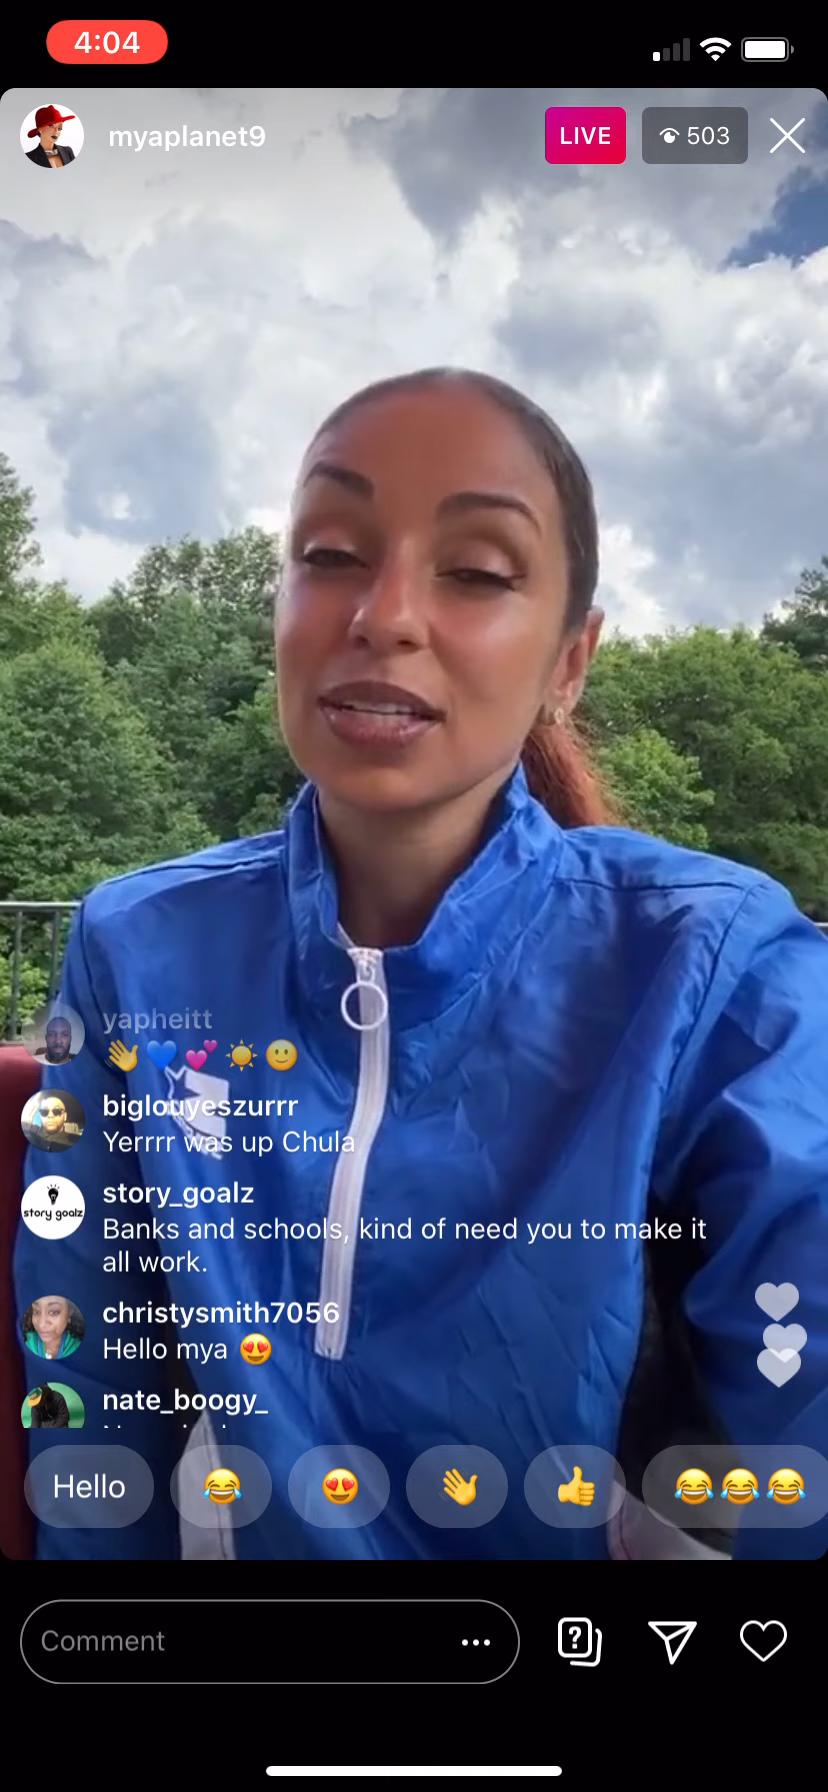 4:04
myaplanet9
LIVE
503
yapheitt
👋💙💕☀️🙂
biglouyeszurrr
Yerrrr was up Chula
story goalz
story_goalz
Banks and schools, kind of need you to make it
all work.
christysmith7056
Hello mya 😍
nate_boogy_
Hello 😂 😍 👋 👍 😂😂😂
Comment